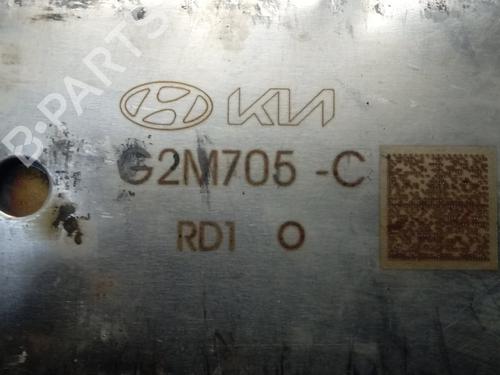 B-PARTS
KIA
G2M705 -C
RD1 O